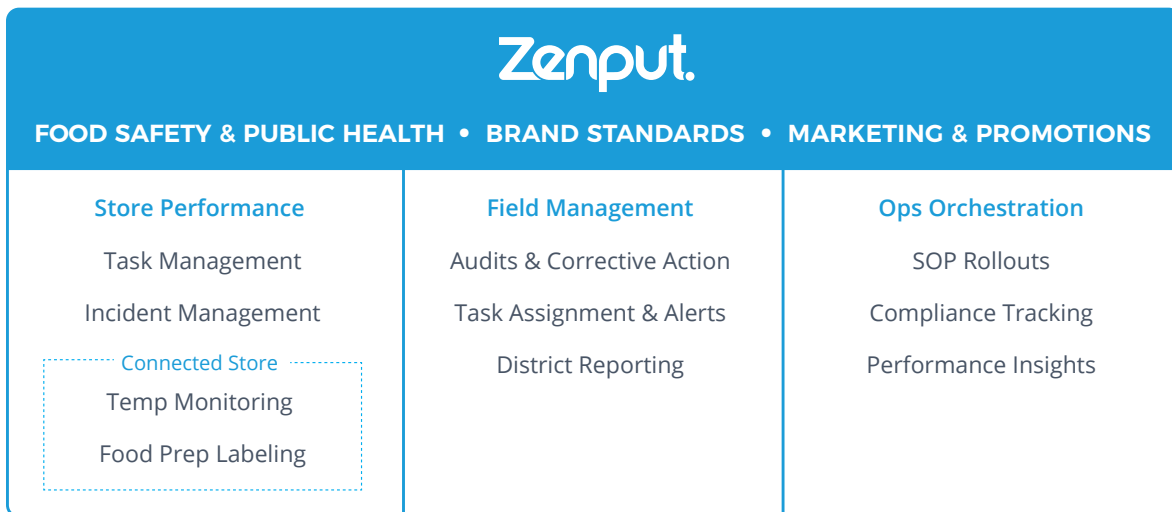 Zenput.
FOOD SAFETY & PUBLIC HEALTH • BRAND STANDARDS • MARKETING & PROMOTIONS
Store Performance
Task Management
Incident Management
Connected Store
Temp Monitoring
Food Prep Labeling
Field Management
Audits & Corrective Action
Task Assignment & Alerts
District Reporting
Ops Orchestration
SOP Rollouts
Compliance Tracking
Performance Insights